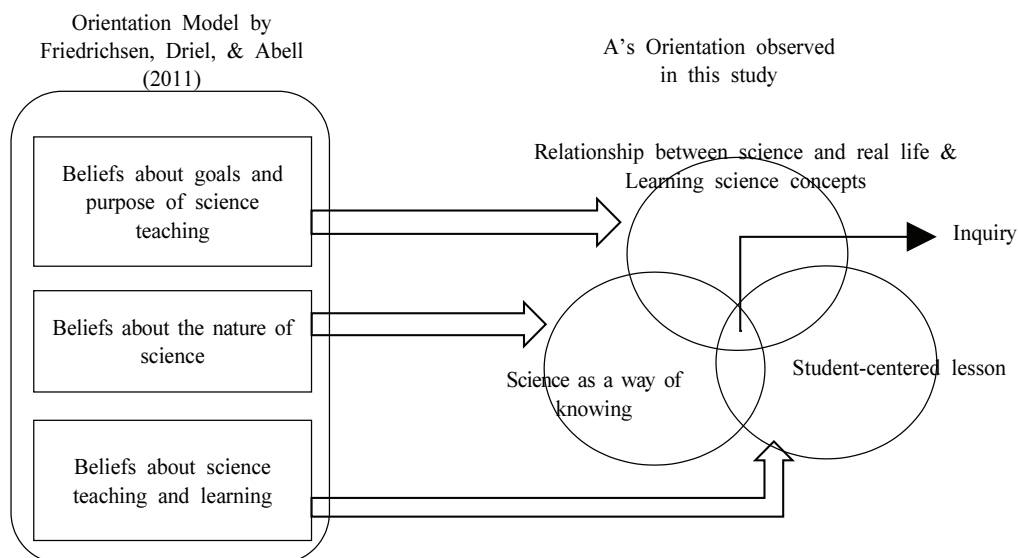 Orientation Model by
Friedrichsen, Driel, & Abell
(2011)
Beliefs about goals and
purpose of science
teaching
Beliefs about the nature of
science
Beliefs about science
teaching and learning
A's Orientation observed
in this study
Relationship between science and real life &
Learning science concepts
Inquiry
Science as a way of
knowing
Student-centered lesson